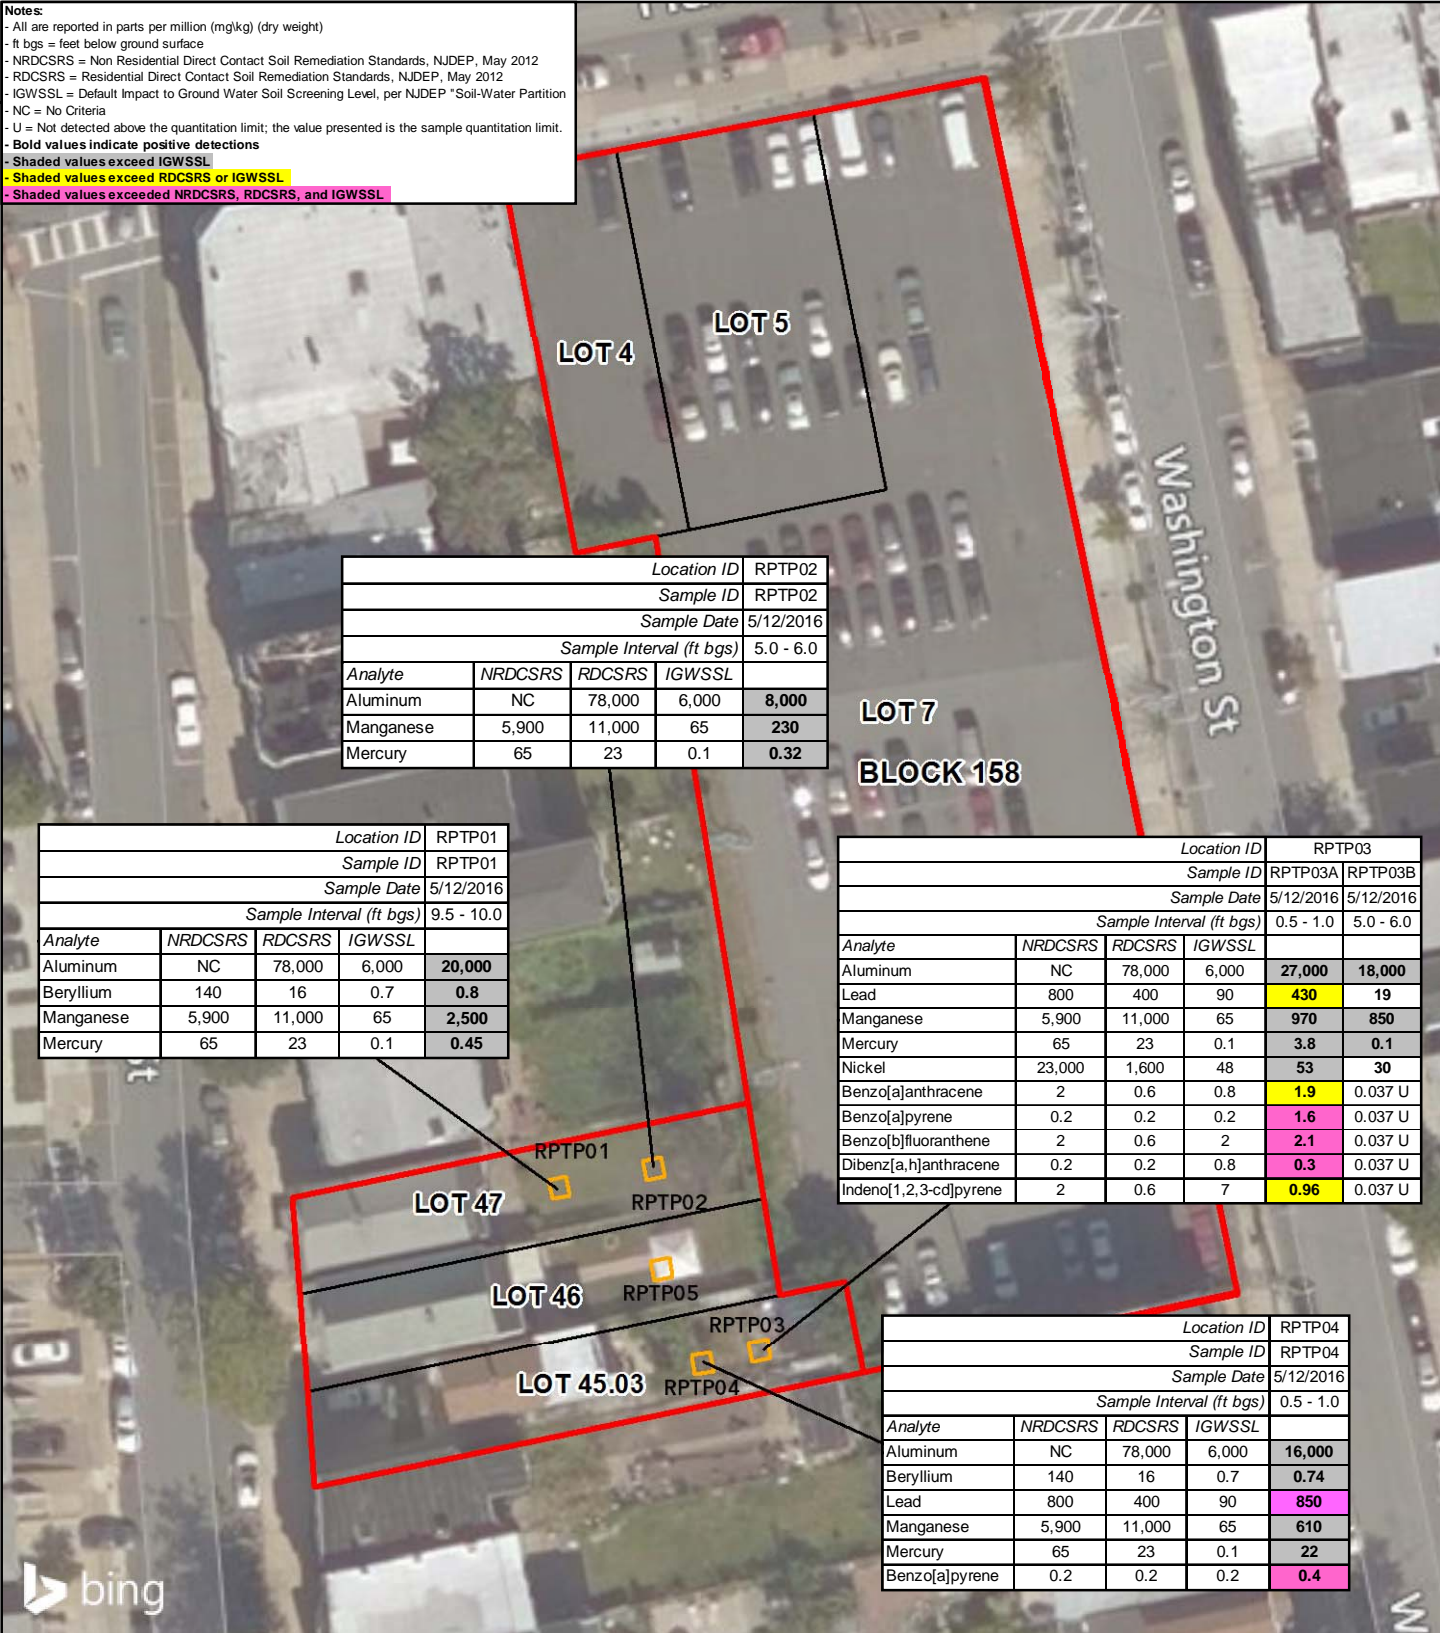 Notes:
- All are reported in parts per million (mg\kg) (dry weight)
- ft bgs = feet below ground surface
- NRDCSRS = Non Residential Direct Contact Soil Remediation Standards, NJDEP, May 2012
- RDCSRS = Residential Direct Contact Soil Remediation Standards, NJDEP, May 2012
- IGWSSL = Default Impact to Ground Water Soil Screening Level, per NJDEP "Soil-Water Partition
- NC = No Criteria
- U = Not detected above the quantitation limit; the value presented is the sample quantitation limit.
- Bold values indicate positive detections
- Shaded values exceed IGWSSL
- Shaded values exceed RDCSRS or IGWSSL
- Shaded values exceeded NRDCSRS, RDCSRS, and IGWSSL
LOT 4
LOT 5
Washington St
Location ID RPTP02
Sample ID RPTP02
Sample Date 5/12/2016
Sample Interval (ft bgs) 5.0 - 6.0
Analyte NRDCSRS RDCSRS IGWSSL
Aluminum NC 78,000 6,000 8,000
Manganese 5,900 11,000 65 230
Mercury 65 23 0.1 0.32
LOT 7
BLOCK 158
Location ID RPTP01
Sample ID RPTP01
Sample Date 5/12/2016
Sample Interval (ft bgs) 9.5 - 10.0
Analyte NRDCSRS RDCSRS IGWSSL
Aluminum NC 78,000 6,000 20,000
Beryllium 140 16 0.7 0.8
Manganese 5,900 11,000 65 2,500
Mercury 65 23 0.1 0.45
St
Location ID RPTP03
Sample ID RPTP03A RPTP03B
Sample Date 5/12/2016 5/12/2016
Sample Interval (ft bgs) 0.5 - 1.0 5.0 - 6.0
Analyte NRDCSRS RDCSRS IGWSSL
Aluminum NC 78,000 6,000 27,000 18,000
Lead 800 400 90 430 19
Manganese 5,900 11,000 65 970 850
Mercury 65 23 0.1 3.8 0.1
Nickel 23,000 1,600 48 53 30
Benzo[a]anthracene 2 0.6 0.8 1.9 0.037 U
Benzo[a]pyrene 0.2 0.2 0.2 1.6 0.037 U
Benzo[b]fluoranthene 2 0.6 2 2.1 0.037 U
Dibenz[a,h]anthracene 0.2 0.2 0.8 0.3 0.037 U
Indeno[1,2,3-cd]pyrene 2 0.6 7 0.96 0.037 U
RPTP01
LOT 47
RPTP02
LOT 46
RPTP05
RPTP03
LOT 45.03
RPTP04
Location ID RPTP04
Sample ID RPTP04
Sample Date 5/12/2016
Sample Interval (ft bgs) 0.5 - 1.0
Analyte NRDCSRS RDCSRS IGWSSL
Aluminum NC 78,000 6,000 16,000
Beryllium 140 16 0.7 0.74
Lead 800 400 90 850
Manganese 5,900 11,000 65 610
Mercury 65 23 0.1 22
Benzo[a]pyrene 0.2 0.2 0.2 0.4
bing